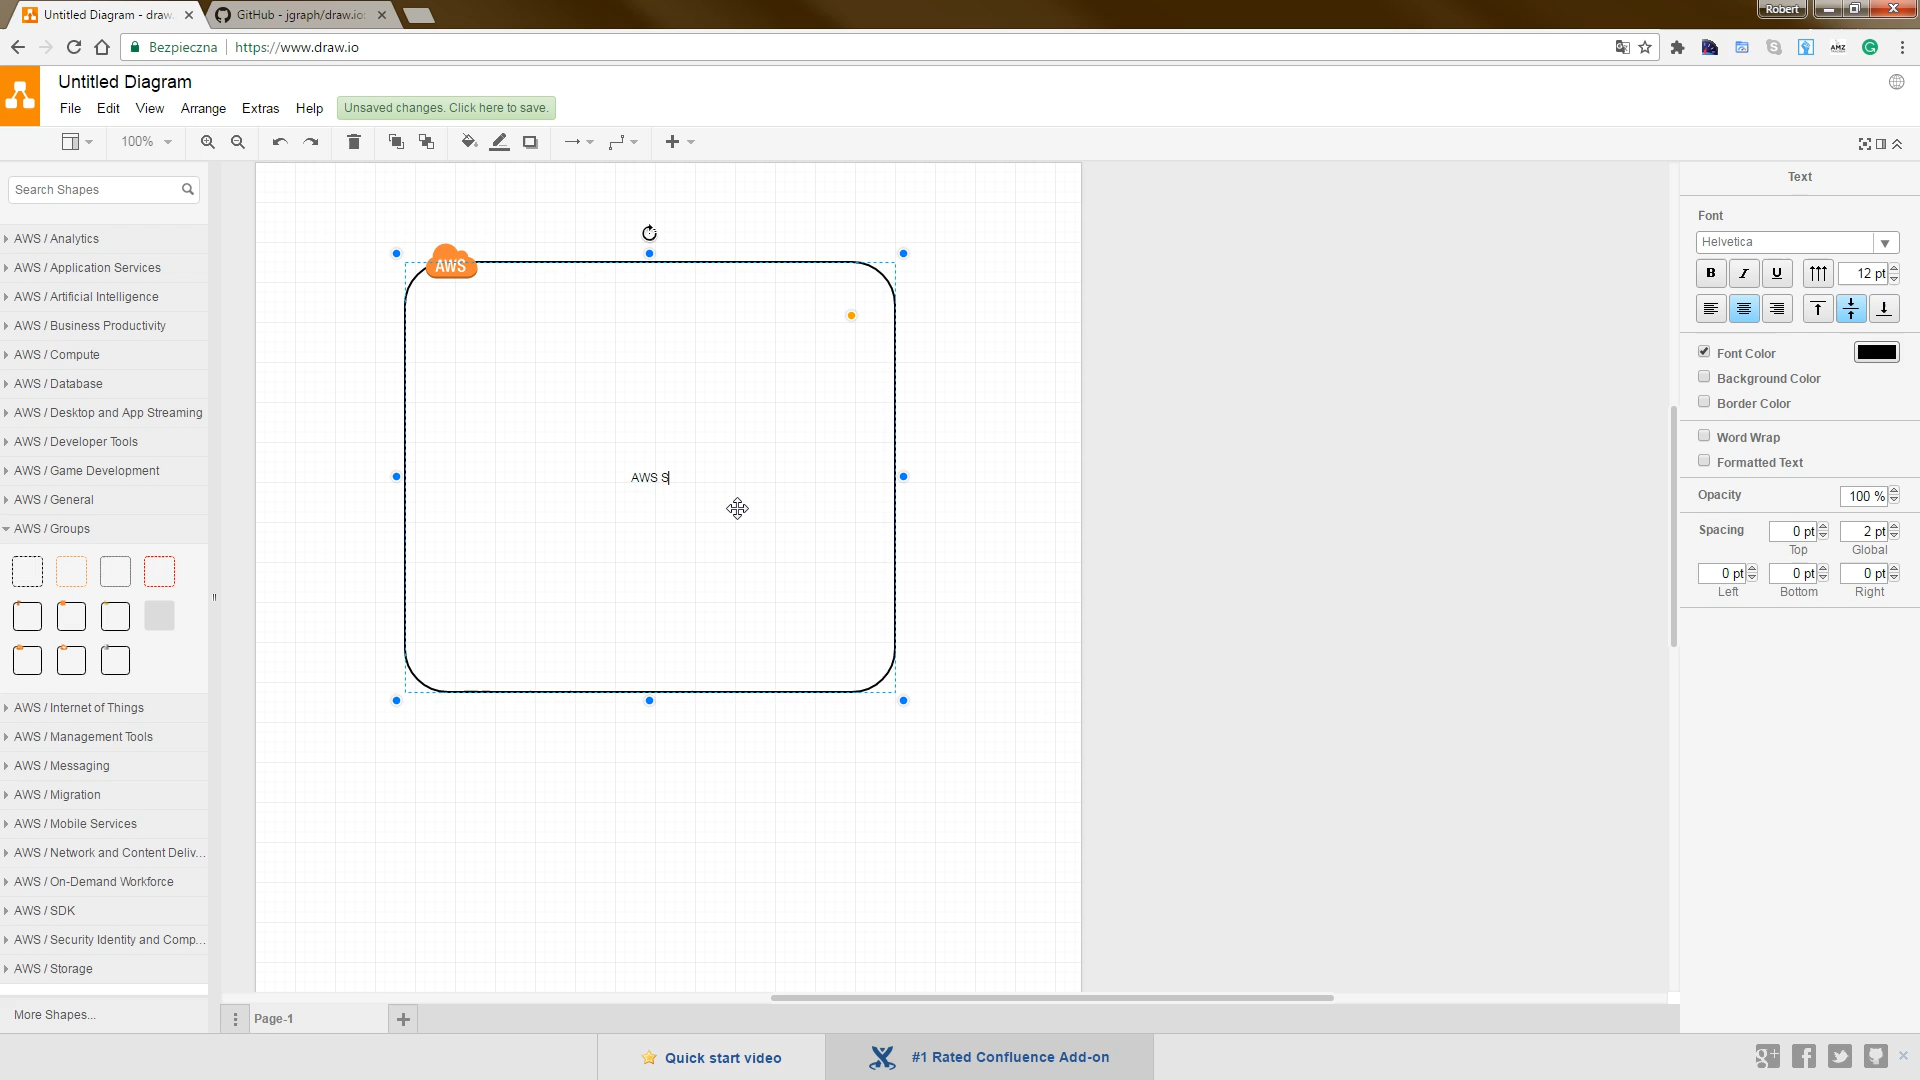 Untitled Diagram - draw. GitHub - jgraph/draw.io: Robert
Bezpieczna https://www.draw.io AMZ
Untitled Diagram
File Edit View Arrange Extras Help Unsaved changes. Click here to save.
100%
Search Shapes
AWS / Analytics
AWS / Application Services
AWS / Artificial Intelligence
AWS / Business Productivity
AWS / Compute
AWS / Database
AWS / Desktop and App Streaming
AWS / Developer Tools
AWS / Game Development
AWS / General
AWS / Groups
AWS / Internet of Things
AWS / Management Tools
AWS / Messaging
AWS / Migration
AWS / Mobile Services
AWS / Network and Content Deliv...
AWS / On-Demand Workforce
AWS / SDK
AWS / Security Identity and Comp...
AWS / Storage
More Shapes...
AWS
AWS S
Text
Font
Helvetica
B I U 12 pt
Font Color
Background Color
Border Color
Word Wrap
Formatted Text
Opacity 100 %
Spacing 0 pt 2 pt
Top Global
0 pt 0 pt 0 pt
Left Bottom Right
Page-1
Quick start video #1 Rated Confluence Add-on